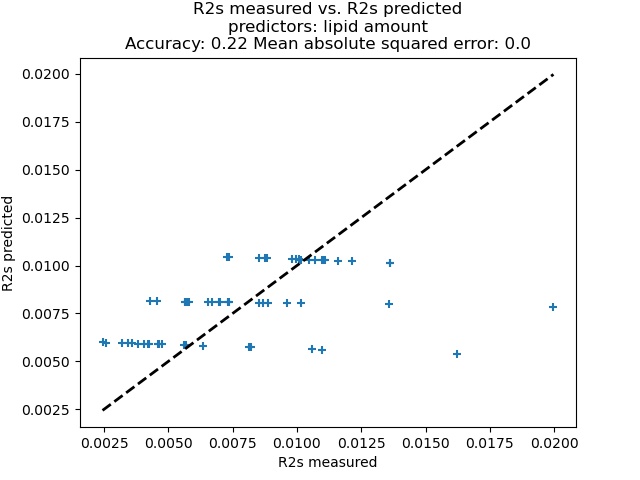 R2s measured vs. R2s predicted
predictors: lipid amount
Accuracy: 0.22 Mean absolute squared error: 0.0
0.0200
0.0175
0.0150
0.0125
0.0100
0.0075
0.0050
0.0025
R2s predicted
0.0025 0.0050 0.0075 0.0100 0.0125 0.0150 0.0175 0.0200
R2s measured